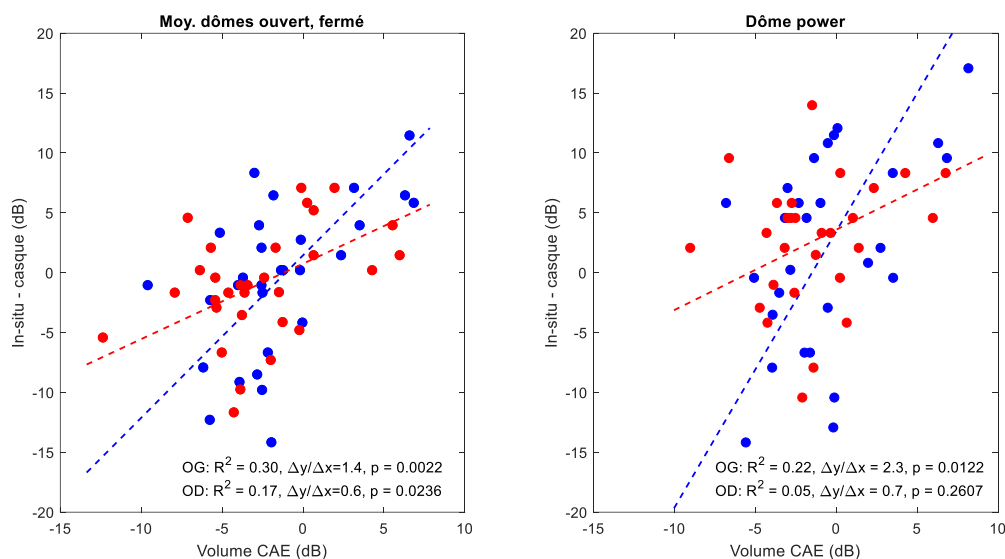 Moy. dômes ouvert, fermé
20
15
10
5
0
-5
-10
-15
-20
In-situ - casque (dB)
OG: R² = 0.30, Δy/Δx=1.4, p = 0.0022
OD: R² = 0.17, Δy/Δx=0.6, p = 0.0236
-15 -10 -5 0 5 10
Volume CAE (dB)
Dôme power
20
15
10
5
0
-5
-10
-15
-20
In-situ - casque (dB)
OG: R² = 0.22, Δy/Δx = 2.3, p = 0.0122
OD: R² = 0.05, Δy/Δx = 0.7, p = 0.2607
-15 -10 -5 0 5 10
Volume CAE (dB)